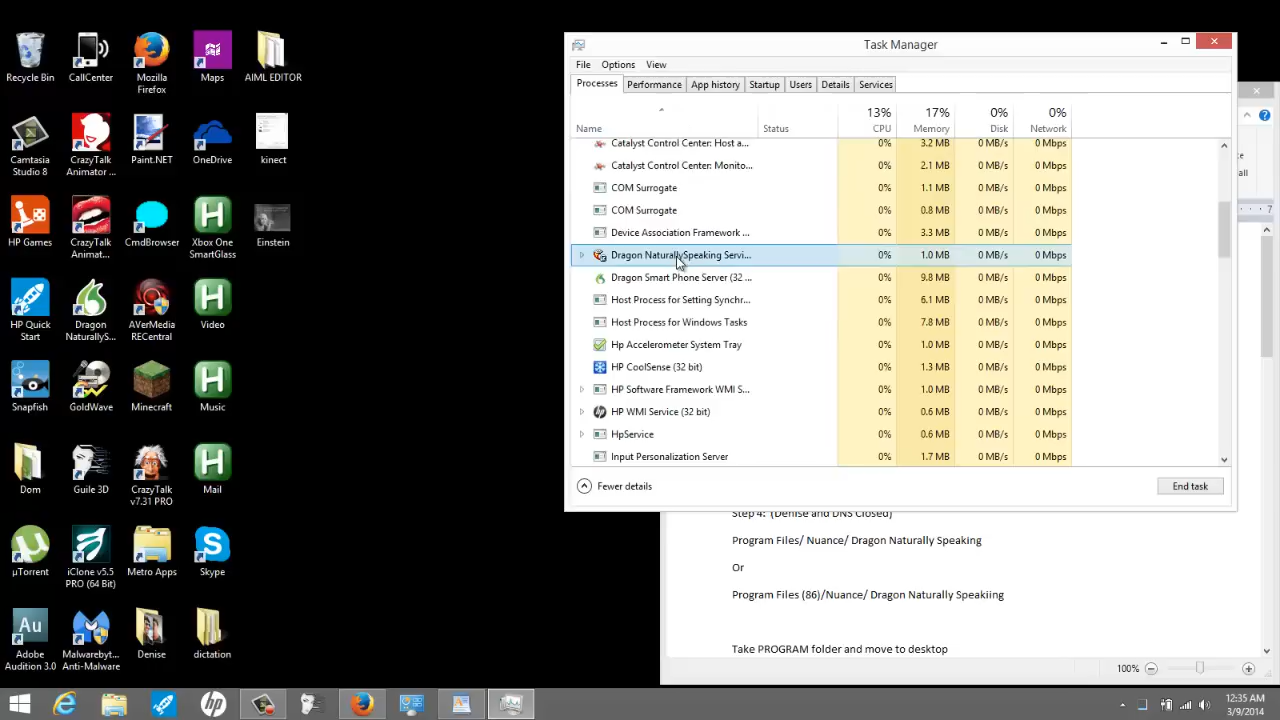 Recycle Bin
CallCenter
Mozilla
Firefox
Maps
AIML EDITOR
Camtasia
Studio 8
CrazyTalk
Animator ...
Paint.NET
OneDrive
kinect
HP Games
CrazyTalk
Animat...
CmdBrowser
Xbox One
SmartGlass
Einstein
HP Quick
Start
Dragon
NaturallyS...
AVerMedia
RECentral
Video
Snapfish
GoldWave
Minecraft
Music
Dom
Guile 3D
CrazyTalk
v7.31 PRO
Mail
µTorrent
iClone v5.5
PRO (64 Bit)
Metro Apps
Skype
Au
Adobe
Audition 3.0
Malwarebyt...
Anti-Malware
Denise
dictation
Task Manager
File Options View
Processes Performance App history Startup Users Details Services
13% 17% 0% 0%
Name Status CPU Memory Disk Network
Catalyst Control Center: Host a... 0% 3.2 MB 0 MB/s 0 Mbps
Catalyst Control Center: Monito... 0% 2.1 MB 0 MB/s 0 Mbps
COM Surrogate 0% 1.1 MB 0 MB/s 0 Mbps
COM Surrogate 0% 0.8 MB 0 MB/s 0 Mbps
Device Association Framework ... 0% 3.3 MB 0 MB/s 0 Mbps
Dragon NaturallySpeaking Servi... 0% 1.0 MB 0 MB/s 0 Mbps
Dragon Smart Phone Server (32 ... 0% 9.8 MB 0 MB/s 0 Mbps
Host Process for Setting Synchr... 0% 6.1 MB 0 MB/s 0 Mbps
Host Process for Windows Tasks 0% 7.8 MB 0 MB/s 0 Mbps
Hp Accelerometer System Tray 0% 1.0 MB 0 MB/s 0 Mbps
HP CoolSense (32 bit) 0% 1.3 MB 0 MB/s 0 Mbps
HP Software Framework WMI S... 0% 1.0 MB 0 MB/s 0 Mbps
HP WMI Service (32 bit) 0% 0.6 MB 0 MB/s 0 Mbps
HpService 0% 0.6 MB 0 MB/s 0 Mbps
Input Personalization Server 0% 1.7 MB 0 MB/s 0 Mbps
Fewer details End task
7
Step 4: (Denise and DNS Closed)
Program Files/ Nuance/ Dragon Naturally Speaking
Or
Program Files (86)/Nuance/ Dragon Naturally Speakiing
Take PROGRAM folder and move to desktop
100%
hp
12:35 AM
3/9/2014